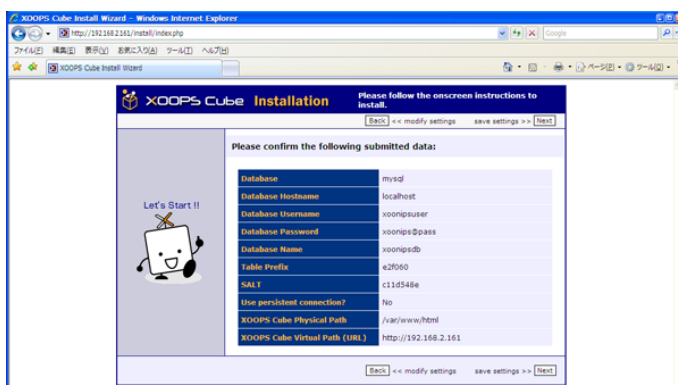 XOOPS Cube Install Wizard - Windows Internet Explorer
http://192.168.2.161/install/index.php
Google
ファイル(F) 編集(E) 表示(V) お気に入り(A) ツール(T) ヘルプ(H)
XOOPS Cube Install Wizard
ページ(P) ツール(O)
XOOPS Cube Installation
Please follow the onscreen instructions to
install.
Back << modify settings save settings >> Next
Please confirm the following submitted data:
Let's Start !!
Database mysql
Database Hostname localhost
Database Username xoonipsuser
Database Password xoonips@pass
Database Name xoonipsdb
Table Prefix e2f060
SALT c11d548e
Use persistent connection? No
XOOPS Cube Physical Path /var/www/html
XOOPS Cube Virtual Path (URL) http://192.168.2.161
Back << modify settings save settings >> Next